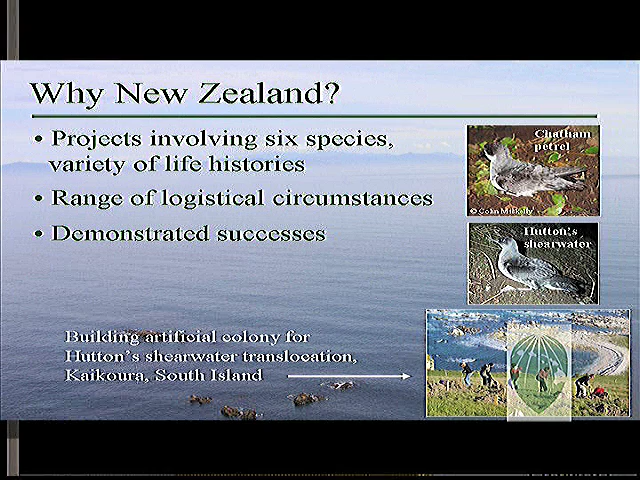 Why New Zealand?
• Projects involving six species,
variety of life histories
• Range of logistical circumstances
• Demonstrated successes
Chatham
petrel
Hutton's
shearwater
Building artificial colony for
Hutton's shearwater translocation,
Kaikoura, South Island